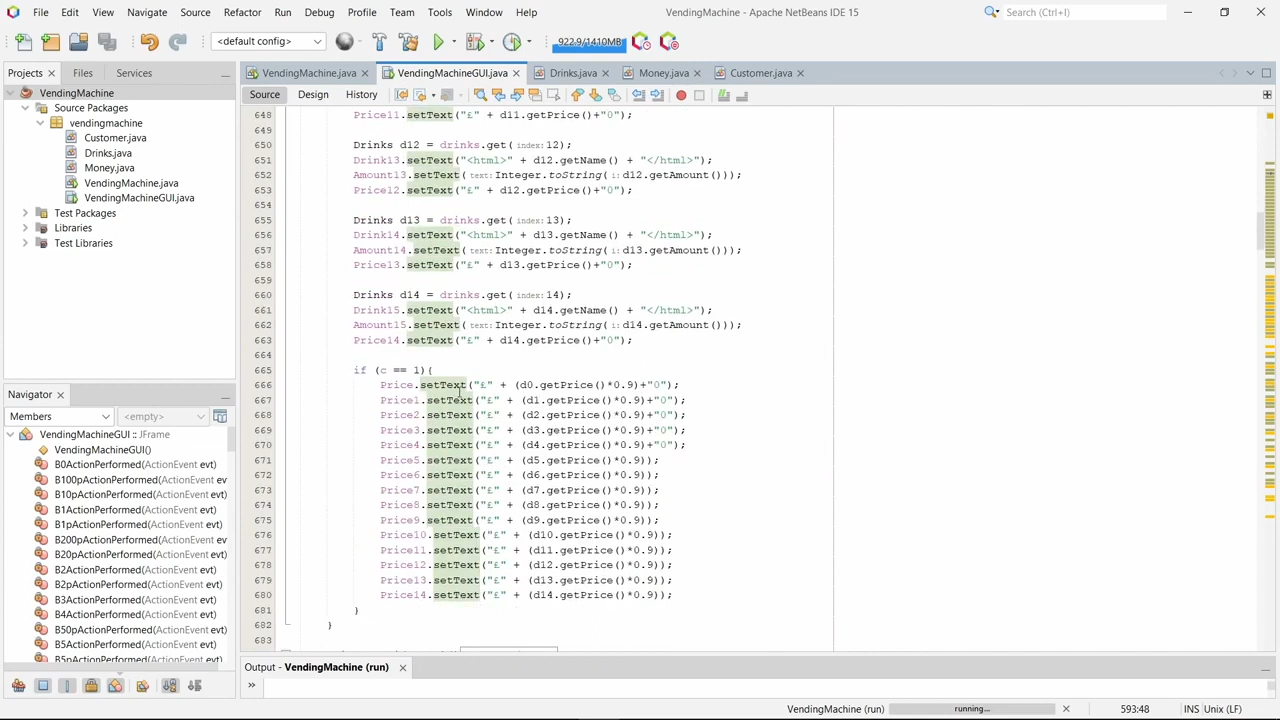 File Edit View Navigate Source Refactor Run Debug Profile Team Tools Window Help
VendingMachine - Apache NetBeans IDE 15
Search (Ctrl+I)
<default config>
922.9/1410MB
Projects Files Services
VendingMachine.java VendingMachineGUI.java Drinks.java Money.java Customer.java
Source Design History
VendingMachine
Source Packages
vendingmachine
Customer.java
Drinks.java
Money.java
VendingMachine.java
VendingMachineGUI.java
Test Packages
Libraries
Test Libraries
Navigator
Members <empty>
VendingMachineGUI :: JFrame
VendingMachineGUI()
B0ActionPerformed(ActionEvent evt)
B100pActionPerformed(ActionEvent ev
B10pActionPerformed(ActionEvent evt)
B1ActionPerformed(ActionEvent evt)
B1pActionPerformed(ActionEvent evt)
B200pActionPerformed(ActionEvent ev
B20pActionPerformed(ActionEvent evt)
B2ActionPerformed(ActionEvent evt)
B2pActionPerformed(ActionEvent evt)
B3ActionPerformed(ActionEvent evt)
B4ActionPerformed(ActionEvent evt)
B50pActionPerformed(ActionEvent evt)
B5ActionPerformed(ActionEvent evt)
B5pActionPerformed(ActionEvent evt)
648 Price11.setText("£" + d11.getPrice()+"0");
649
650 Drinks d12 = drinks.get(index:12);
651 Drink13.setText("<html>" + d12.getName() + "</html>");
652 Amount13.setText(text:Integer.toString(i:d12.getAmount()));
653 Price12.setText("£" + d12.getPrice()+"0");
654
655 Drinks d13 = drinks.get(index:13);
656 Drink14.setText("<html>" + d13.getName() + "</html>");
657 Amount14.setText(text:Integer.toString(i:d13.getAmount()));
658 Price13.setText("£" + d13.getPrice()+"0");
659
660 Drinks d14 = drinks.get(index:14);
661 Drink15.setText("<html>" + d14.getName() + "</html>");
662 Amount15.setText(text:Integer.toString(i:d14.getAmount()));
663 Price14.setText("£" + d14.getPrice()+"0");
664
665 if (c == 1){
666 Price.setText("£" + (d0.getPrice()*0.9)+"0");
667 Price1.setText("£" + (d1.getPrice()*0.9)+"0");
668 Price2.setText("£" + (d2.getPrice()*0.9)+"0");
669 Price3.setText("£" + (d3.getPrice()*0.9)+"0");
670 Price4.setText("£" + (d4.getPrice()*0.9)+"0");
671 Price5.setText("£" + (d5.getPrice()*0.9));
672 Price6.setText("£" + (d6.getPrice()*0.9));
673 Price7.setText("£" + (d7.getPrice()*0.9));
674 Price8.setText("£" + (d8.getPrice()*0.9));
675 Price9.setText("£" + (d9.getPrice()*0.9));
676 Price10.setText("£" + (d10.getPrice()*0.9));
677 Price11.setText("£" + (d11.getPrice()*0.9));
678 Price12.setText("£" + (d12.getPrice()*0.9));
679 Price13.setText("£" + (d13.getPrice()*0.9));
680 Price14.setText("£" + (d14.getPrice()*0.9));
681 }
682 }
683
Output - VendingMachine (run)
VendingMachine (run) running... 593:48 INS Unix (LF)